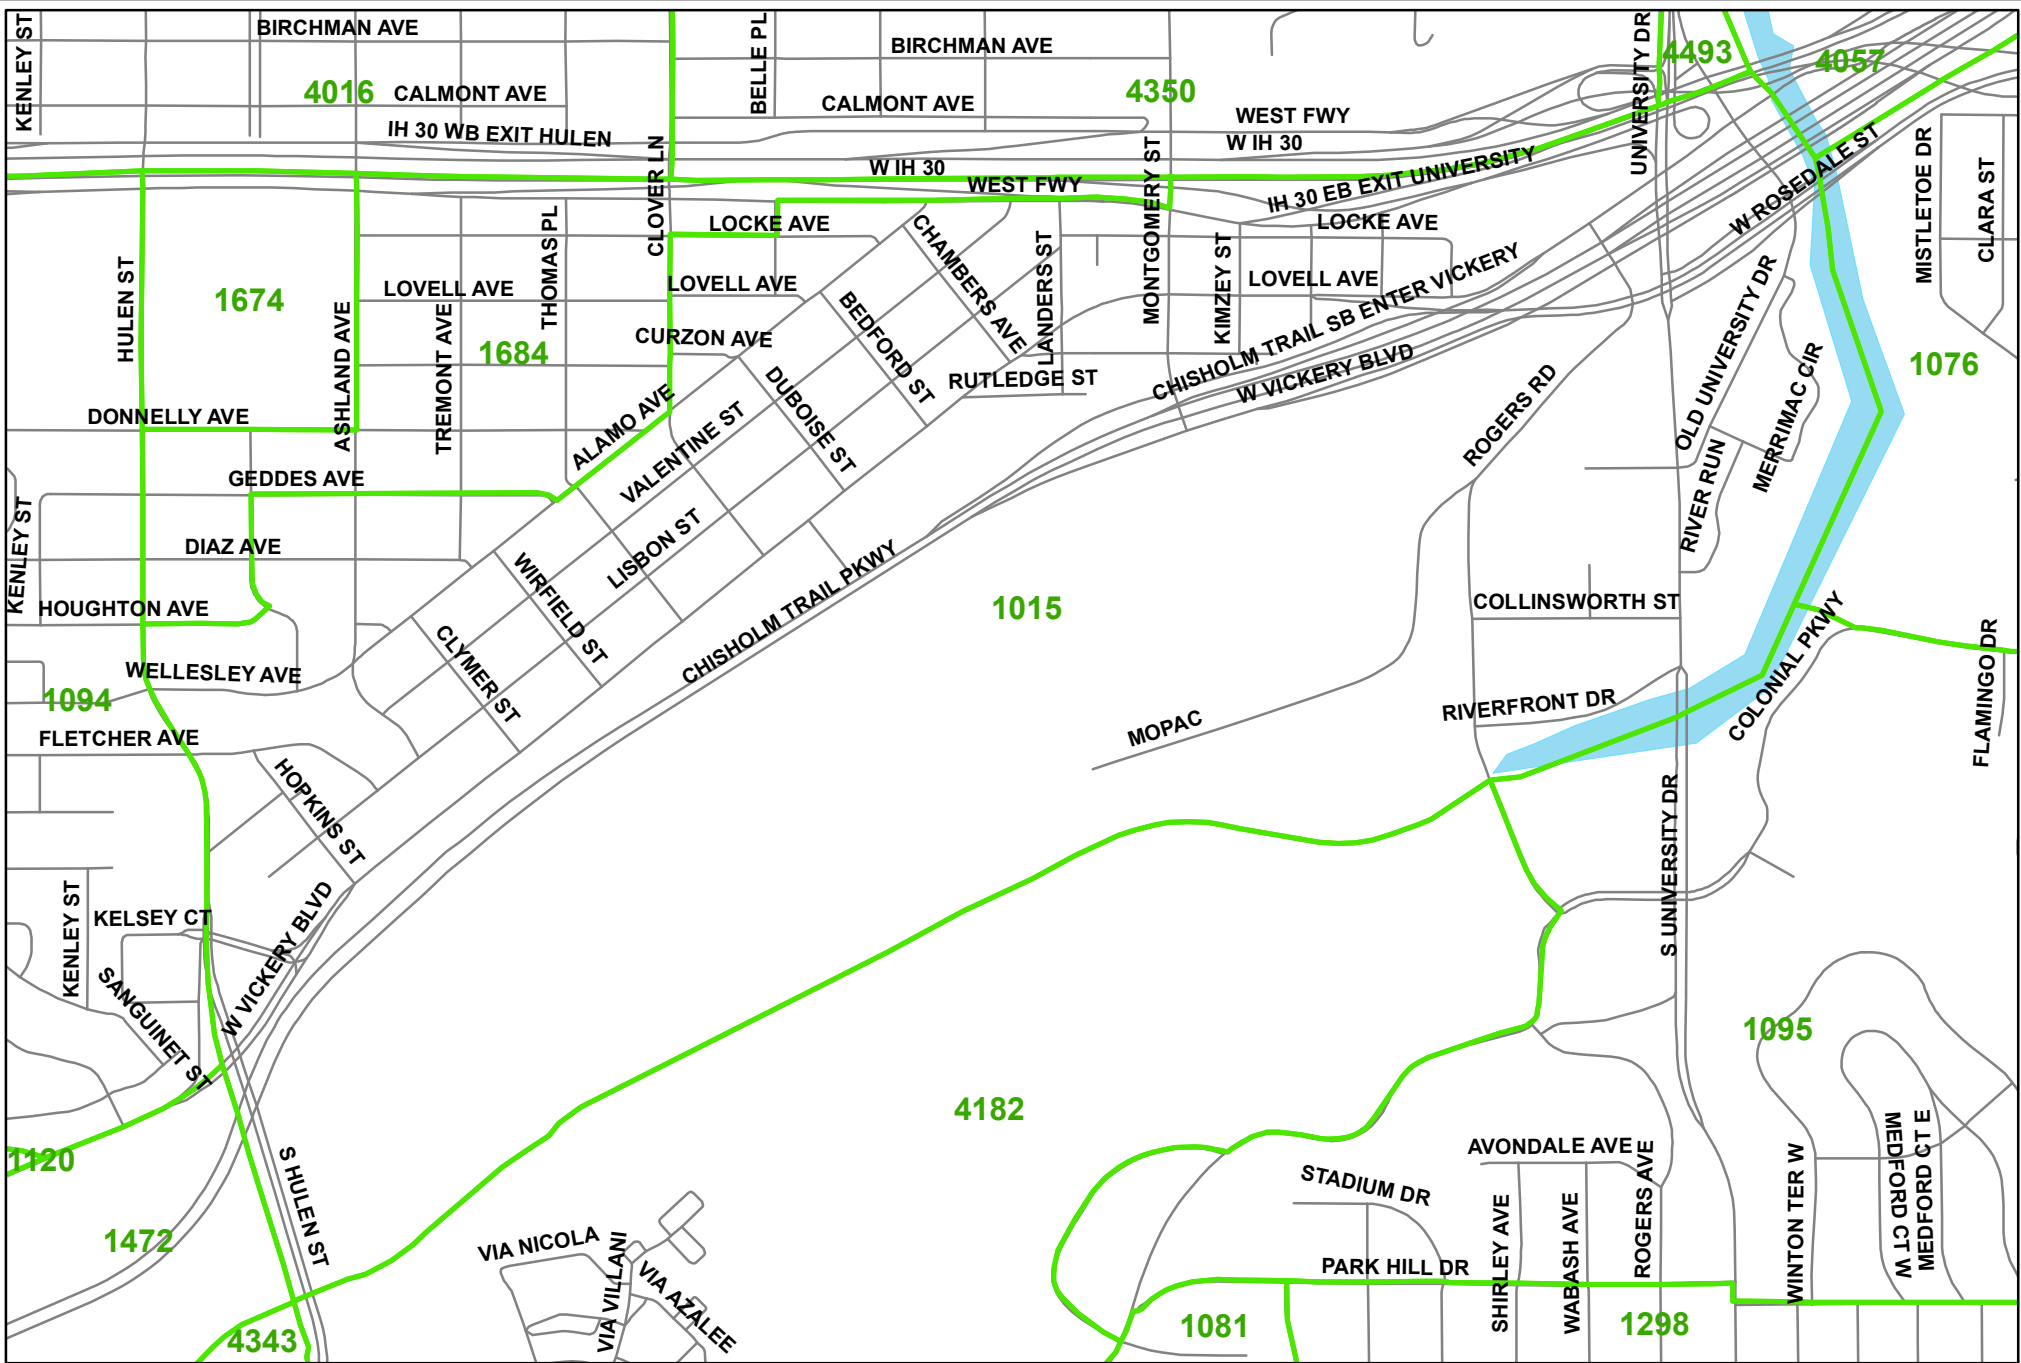 KENLEY ST
BIRCHMAN AVE
BELLE PL
BIRCHMAN AVE
UNIVERSITY DR
4493
4057
4016
CALMONT AVE
CALMONT AVE
4350
WEST FWY
IH 30 WB EXIT HULEN
W IH 30
W IH 30
WEST FWY
IH 30 EB EXIT UNIVERSITY
W ROSEDALE ST
MISTLETOE DR
CLARA ST
CLOVER LN
MONTGOMERY ST
THOMAS PL
LOCKE AVE
CHAMBERS AVE
LANDERS ST
KIMZEY ST
LOCKE AVE
HULEN ST
1674
ASHLAND AVE
LOVELL AVE
TREMONT AVE
1684
LOVELL AVE
CURZON AVE
BEDFORD ST
LOVELL AVE
CHISHOLM TRAIL SB ENTER VICKERY
W VICKERY BLVD
OLD UNIVERSITY DR
MERRIMAC CIR
1076
RUTLEDGE ST
DUBOISE ST
DONNELLY AVE
ALAMO AVE
VALENTINE ST
ROGERS RD
RIVER RUN
GEDDES AVE
KENLEY ST
DIAZ AVE
LISBON ST
WIRFIELD ST
CHISHOLM TRAIL PKWY
1015
COLLINSWORTH ST
HOUGHTON AVE
CLYMER ST
COLONIAL PKWY
FLAMINGO DR
WELLESLEY AVE
1094
RIVERFRONT DR
MOPAC
FLETCHER AVE
HOPKINS ST
S UNIVERSITY DR
KENLEY ST
KELSEY CT
W VICKERY BLVD
SANGUINET ST
1095
4182
1120
S HULEN ST
1472
AVONDALE AVE
STADIUM DR
SHIRLEY AVE
WABASH AVE
ROGERS AVE
WINTON TER W
MEDFORD CT W
MEDFORD CT E
VIA NICOLA
VIA VILLANI
VIA AZALEE
PARK HILL DR
4343
1081
1298